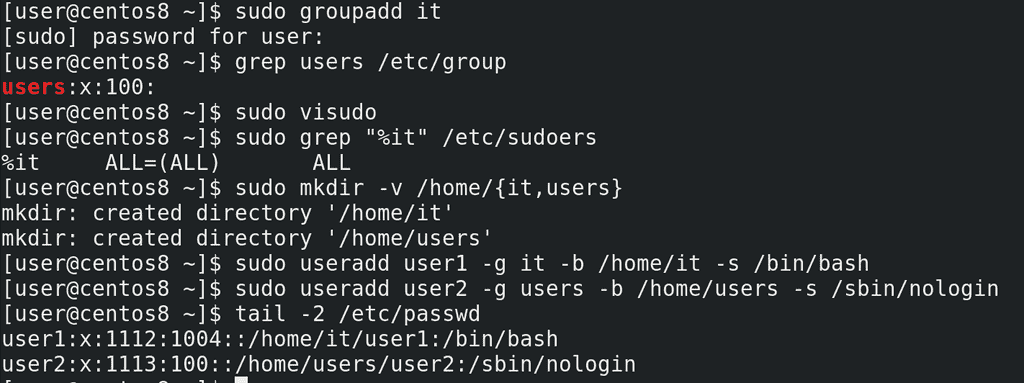 [user@centos8 ~]$ sudo groupadd it
[sudo] password for user:
[user@centos8 ~]$ grep users /etc/group
users:x:100:
[user@centos8 ~]$ sudo visudo
[user@centos8 ~]$ sudo grep "%it" /etc/sudoers
%it     ALL=(ALL)       ALL
[user@centos8 ~]$ sudo mkdir -v /home/{it,users}
mkdir: created directory '/home/it'
mkdir: created directory '/home/users'
[user@centos8 ~]$ sudo useradd user1 -g it -b /home/it -s /bin/bash
[user@centos8 ~]$ sudo useradd user2 -g users -b /home/users -s /sbin/nologin
[user@centos8 ~]$ tail -2 /etc/passwd
user1:x:1112:1004::/home/it/user1:/bin/bash
user2:x:1113:100::/home/users/user2:/sbin/nologin